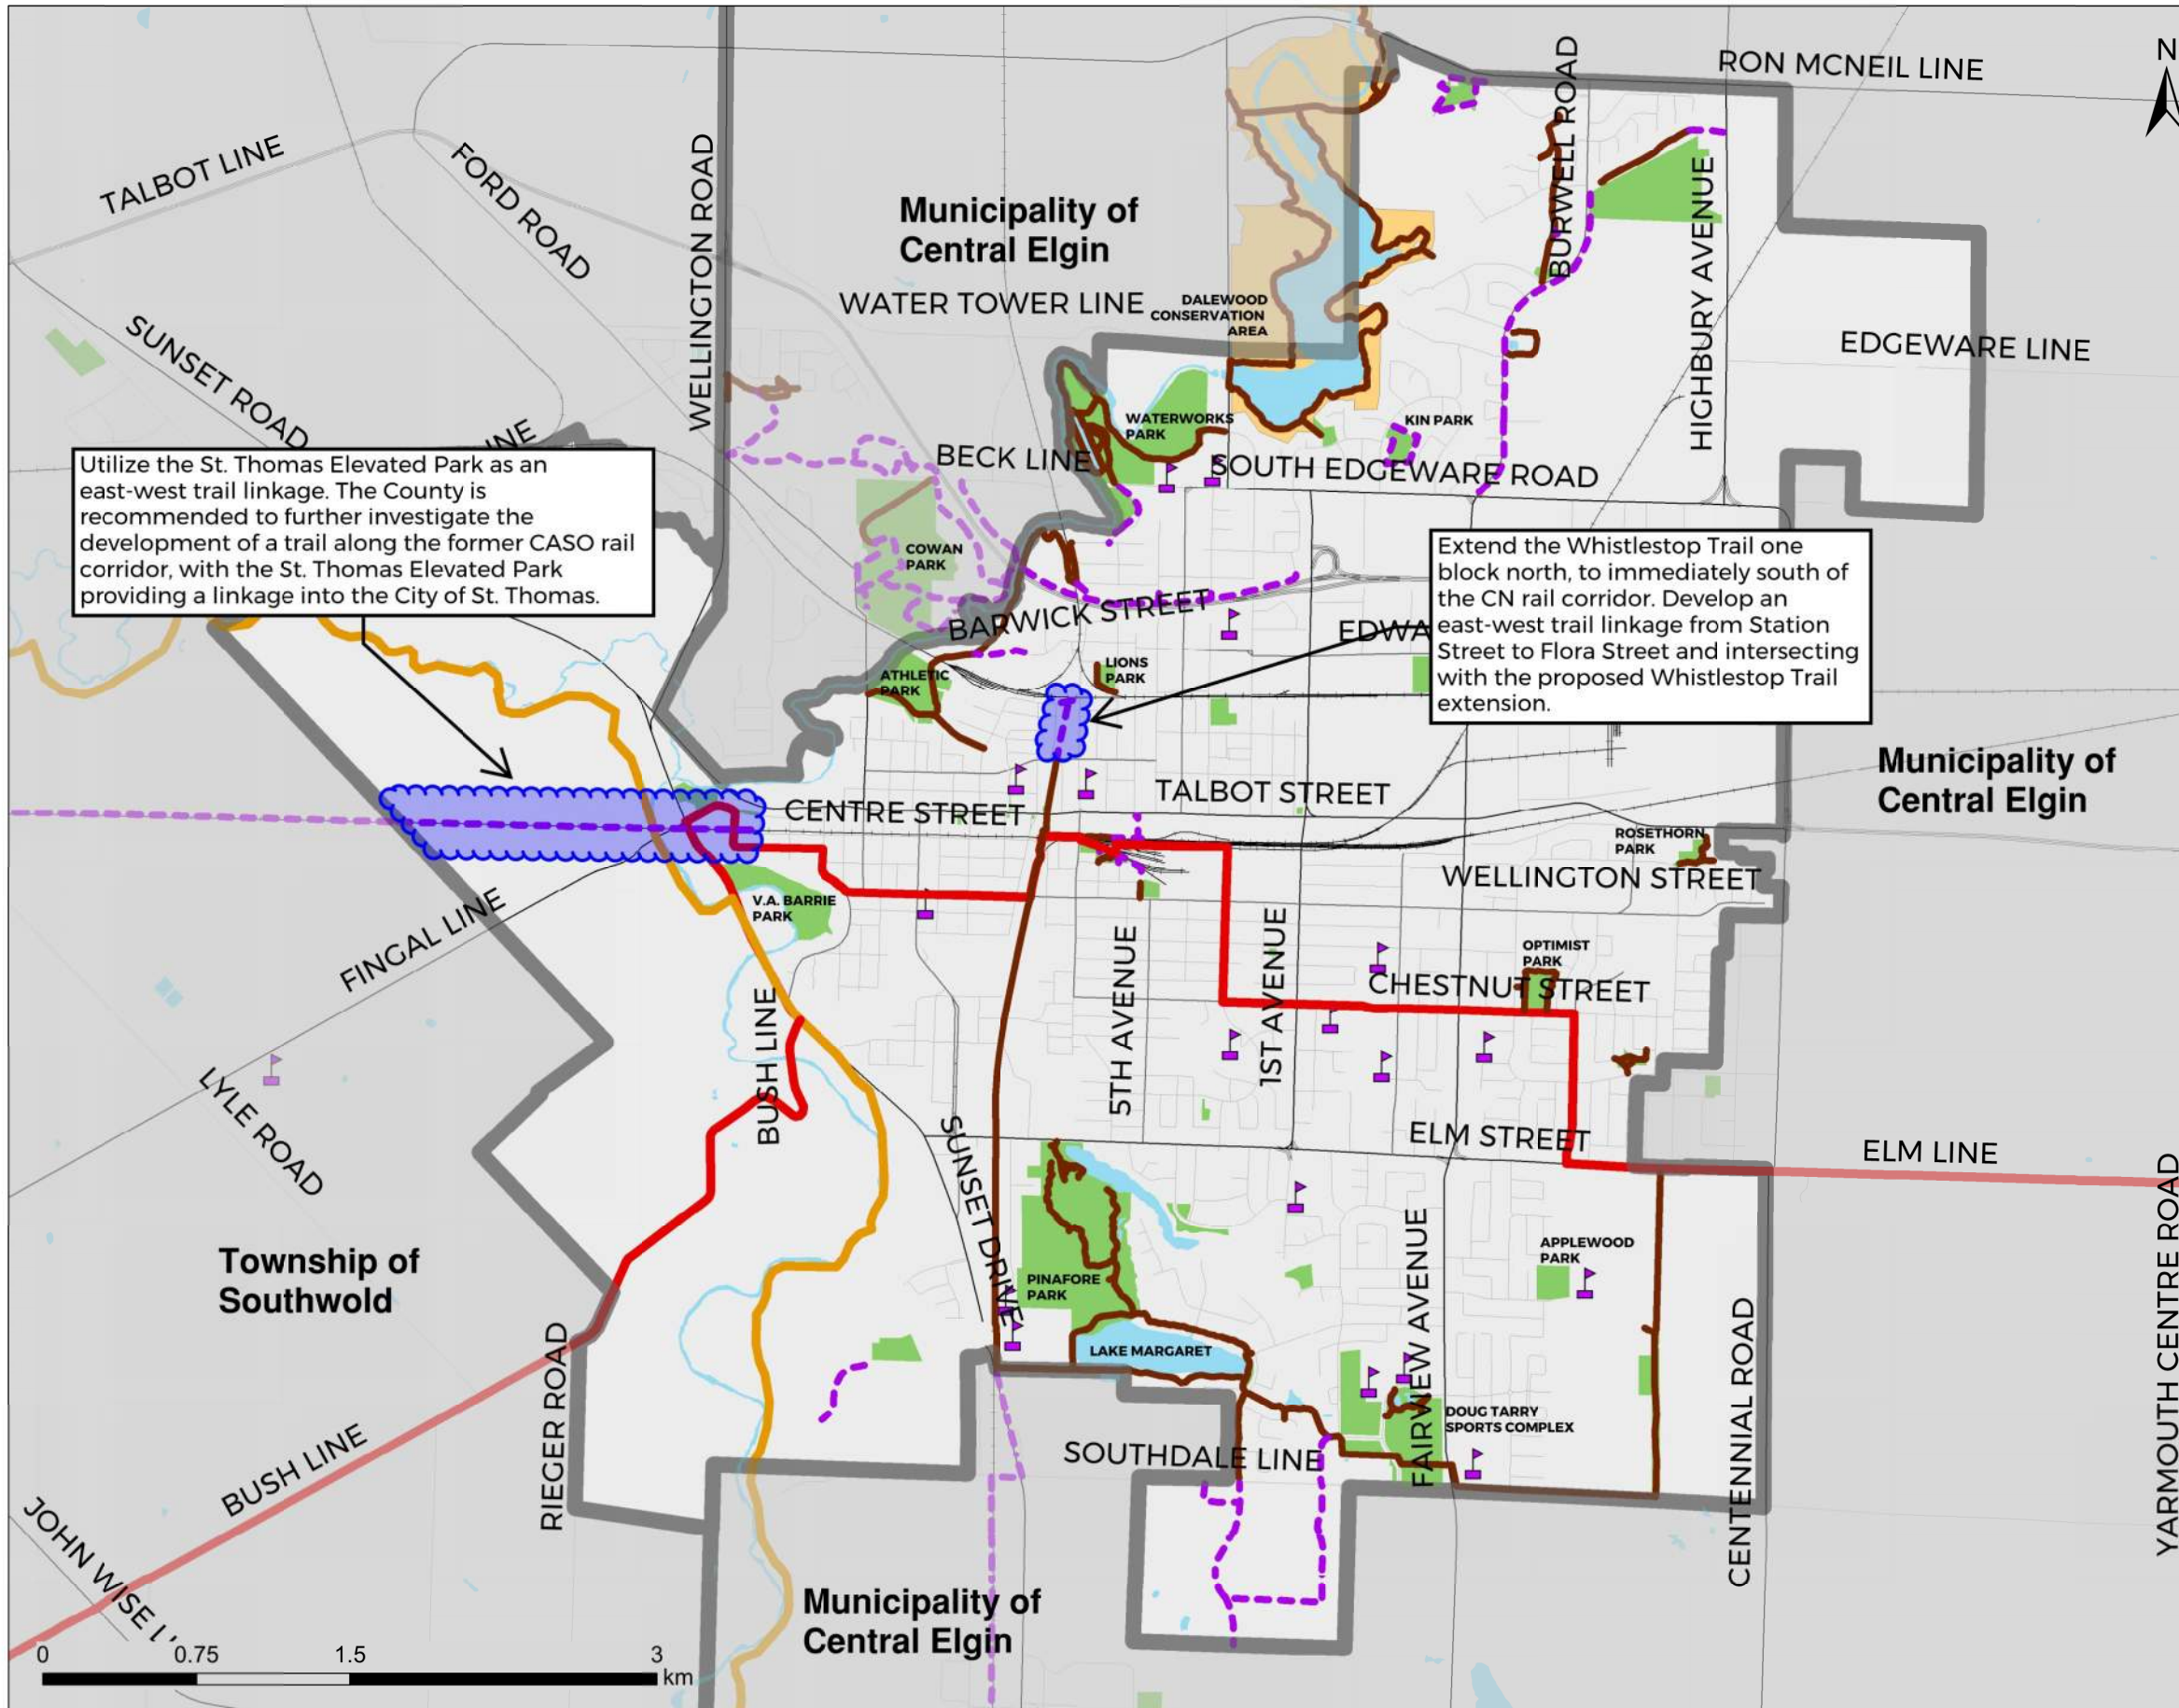 RON MCNEIL LINE
N
BURWELL ROAD
TALBOT LINE
FORD ROAD
WELLINGTON ROAD
HIGHBURY AVENUE
Municipality of
Central Elgin
WATER TOWER LINE
DALEWOOD
CONSERVATION
AREA
SUNSET ROAD
EDGEWARE LINE
WATERWORKS
PARK
KIN PARK
BECK LINE
SOUTH EDGEWARE ROAD
Utilize the St. Thomas Elevated Park as an
east-west trail linkage. The County is
recommended to further investigate the
development of a trail along the former CASO rail
corridor, with the St. Thomas Elevated Park
providing a linkage into the City of St. Thomas.
Extend the Whistlestop Trail one
block north, to immediately south of
the CN rail corridor. Develop an
east-west trail linkage from Station
Street to Flora Street and intersecting
with the proposed Whistlestop Trail
extension.
COWAN
PARK
BARWICK STREET
LIONS
PARK
ATHLETIC
PARK
Municipality of
Central Elgin
TALBOT STREET
CENTRE STREET
ROSETHORN
PARK
WELLINGTON STREET
V.A. BARRIE
PARK
FINGAL LINE
5TH AVENUE
1ST AVENUE
OPTIMIST
PARK
CHESTNUT STREET
BUSH LINE
LYLE ROAD
SUNSET DRIVE
ELM STREET
ELM LINE
YARMOUTH CENTRE ROAD
Township of
Southwold
FAIRVIEW AVENUE
APPLEWOOD
PARK
PINAFORE
PARK
LAKE MARGARET
CENTENNIAL ROAD
RIEGER ROAD
DOUG TARRY
SPORTS COMPLEX
SOUTHDALE LINE
BUSH LINE
JOHN WISE
Municipality of
Central Elgin
0 0.75 1.5 3
km